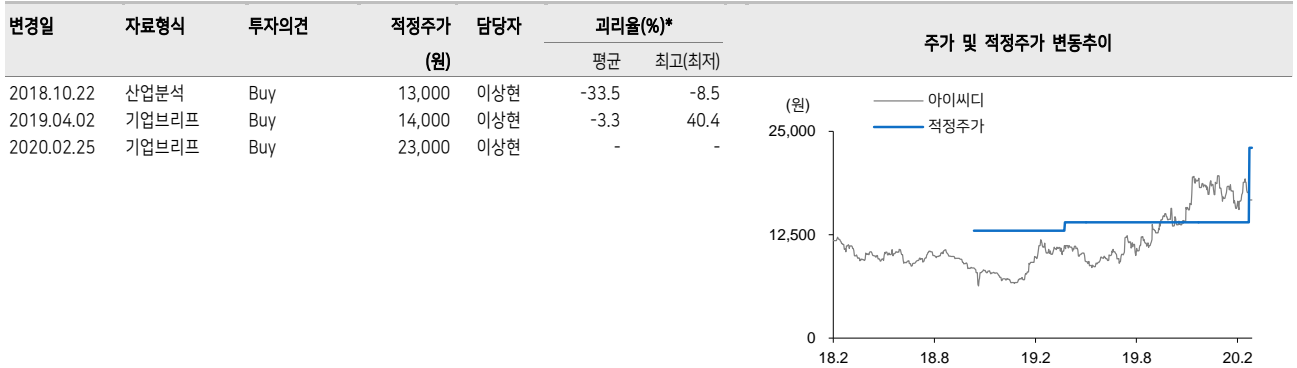 변경일 자료형식 투자의견 적정주가 담당자 괴리율(%)*
(원) 평균 최고(최저)
2018.10.22 산업분석 Buy 13,000 이상현 -33.5 -8.5
2019.04.02 기업브리프 Buy 14,000 이상현 -3.3 40.4
2020.02.25 기업브리프 Buy 23,000 이상현 - -
주가 및 적정주가 변동추이
(원)
아이씨디
적정주가
25,000
12,500
0
18.2 18.8 19.2 19.8 20.2